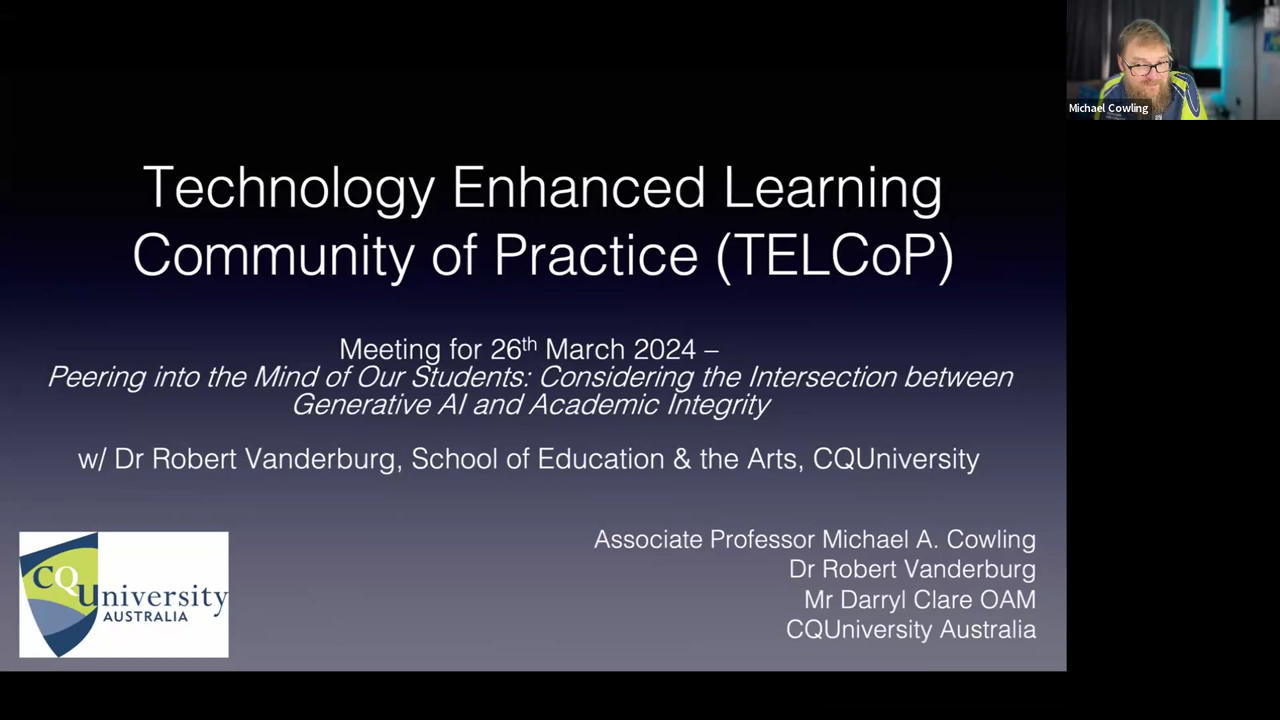 Michael Cowling
Technology Enhanced Learning
Community of Practice (TELCoP)
Meeting for 26th March 2024 –
Peering into the Mind of Our Students: Considering the Intersection between
Generative AI and Academic Integrity
w/ Dr Robert Vanderburg, School of Education & the Arts, CQUniversity
Associate Professor Michael A. Cowling
Dr Robert Vanderburg
Mr Darryl Clare OAM
CQUniversity Australia
CQUniversity
AUSTRALIA